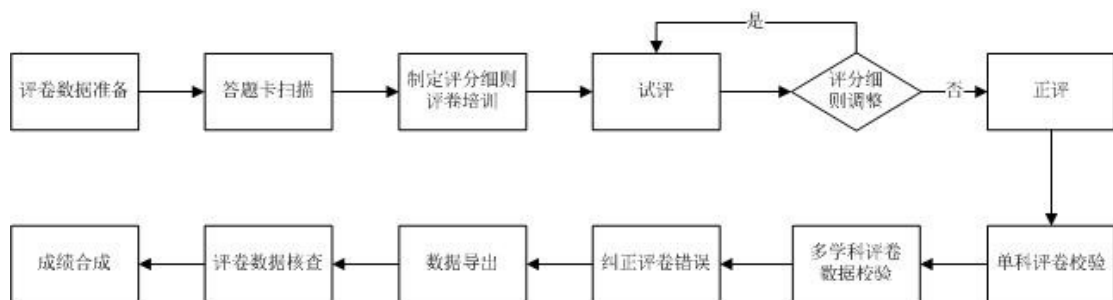 是
评卷数据准备
答题卡扫描
制定评分细则
评卷培训
试评
评分细
则调整
否
正评
成绩合成
评卷数据核查
数据导出
纠正评卷错误
多学科评卷
数据校验
单科评卷校验